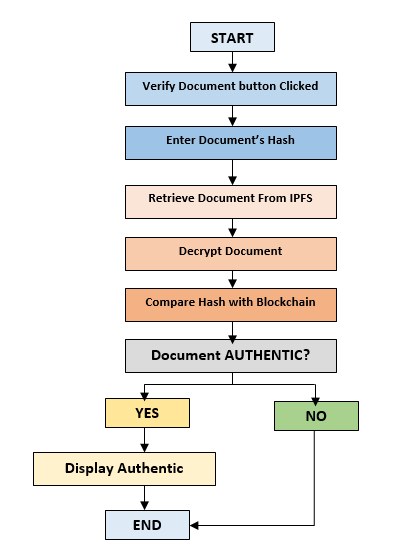 START
Verify Document button Clicked
Enter Document's Hash
Retrieve Document From IPFS
Decrypt Document
Compare Hash with Blockchain
Document AUTHENTIC?
YES
NO
Display Authentic
END